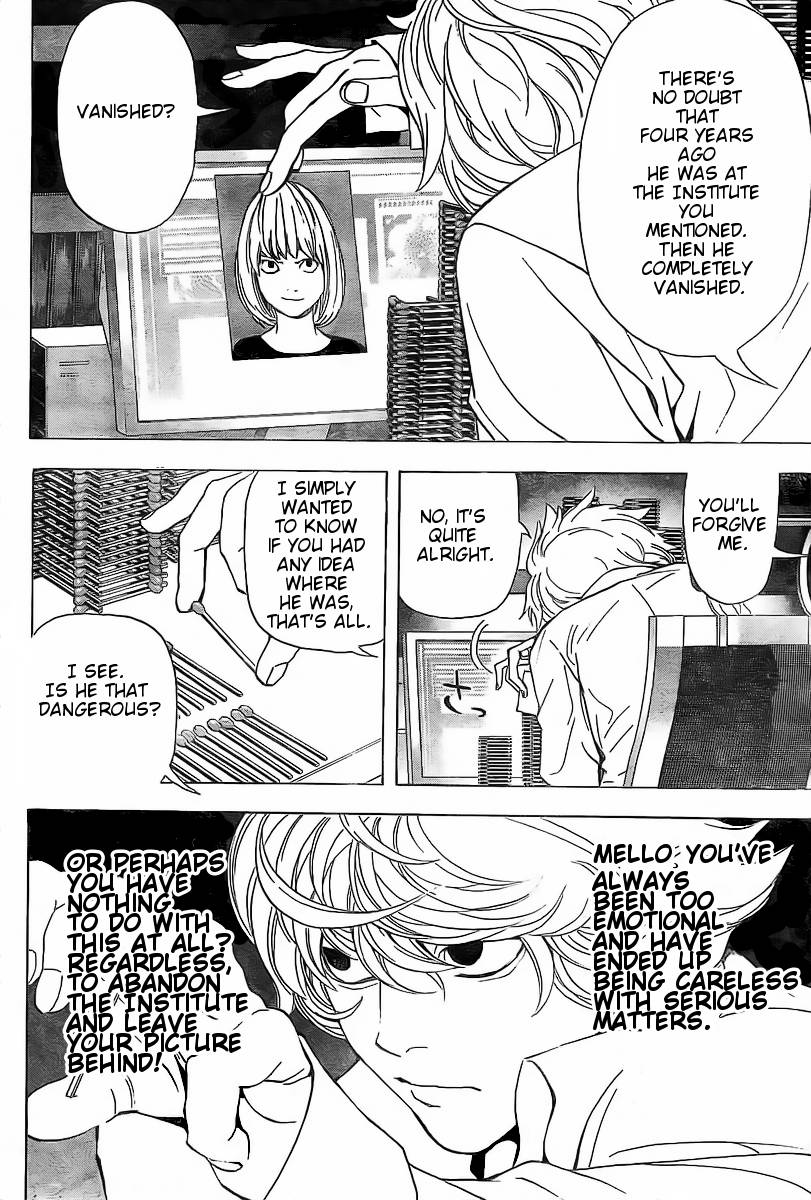 THERE'S
NO DOUBT
THAT
FOUR YEARS
AGO
HE WAS AT
THE INSTITUTE
YOU
MENTIONED.
THEN HE
COMPLETELY
VANISHED.
VANISHED?
YOU'LL
FORGIVE
ME.
NO, IT'S
QUITE
ALRIGHT.
I SIMPLY
WANTED
TO KNOW
IF YOU HAD
ANY IDEA
WHERE
HE WAS,
THAT'S ALL.
I SEE.
IS HE THAT
DANGEROUS?
MELLO YOU'VE
ALWAYS
BEEN TOO
EMOTIONAL
AND HAVE
ENDED UP
BEING CARELESS
WITH SERIOUS
MATTERS.
OR PERHAPS
YOU HAVE
NOTHING
TO DO WITH
THIS AT ALL?
REGARDLESS,
TO ABANDON
THE INSTITUTE
AND LEAVE
YOUR PICTURE
BEHIND!